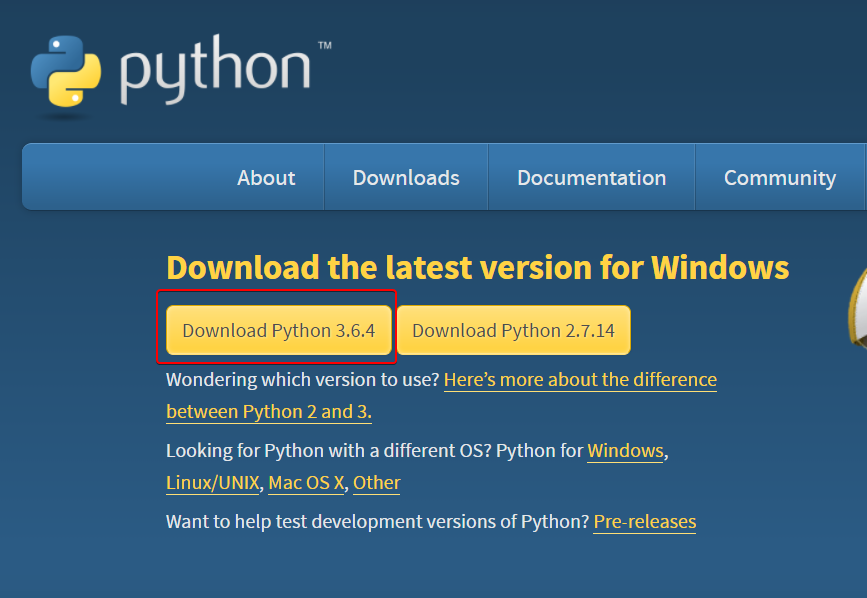 python™
About Downloads Documentation Community
Download the latest version for Windows
Download Python 3.6.4 Download Python 2.7.14
Wondering which version to use? Here’s more about the difference
between Python 2 and 3.
Looking for Python with a different OS? Python for Windows,
Linux/UNIX, Mac OS X, Other
Want to help test development versions of Python? Pre-releases